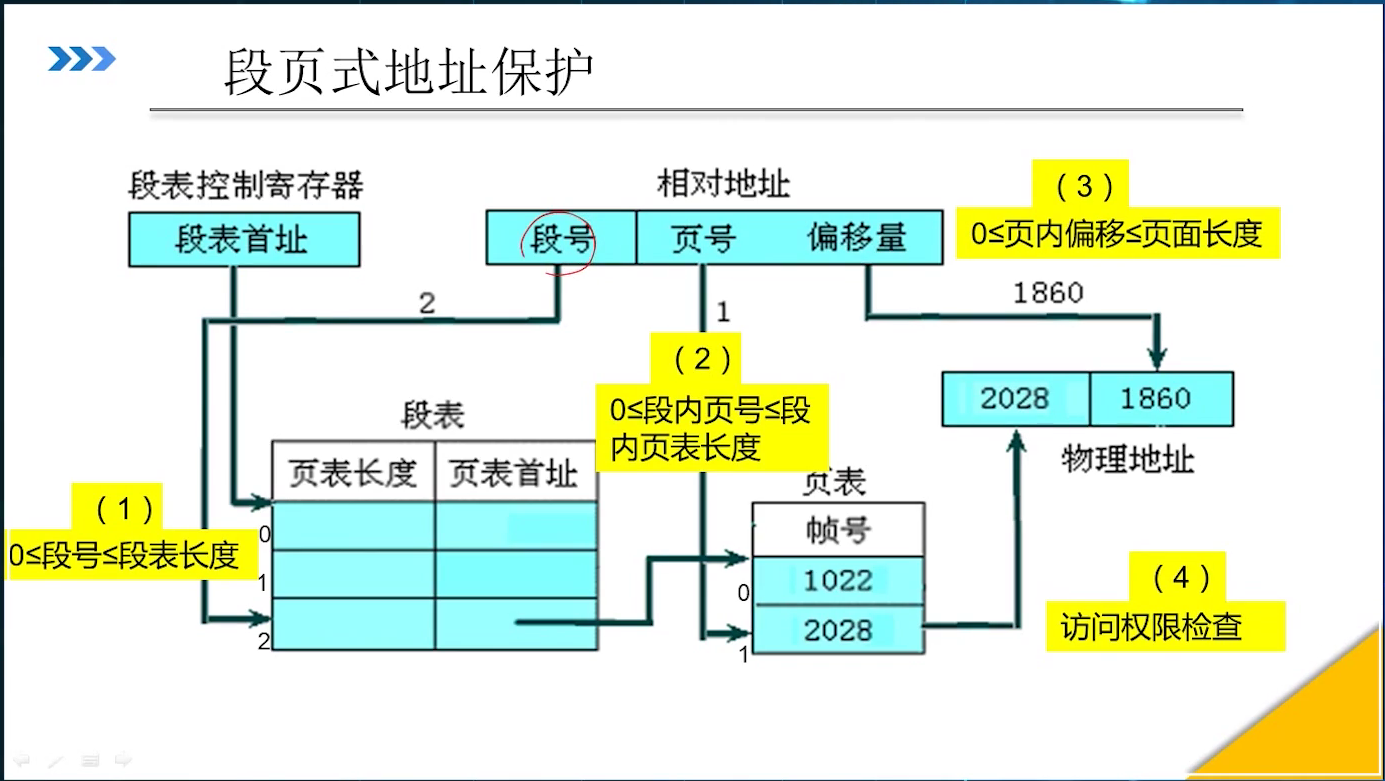 段页式地址保护
段表控制寄存器
段表首址
相对地址
段号
页号
偏移量
(3)
0≤页内偏移≤页面长度
2
1
1860
(2)
0≤段内页号≤段
内页表长度
2028
1860
物理地址
段表
页表长度
页表首址
(1)
0≤段号≤段表长度
0
1
2
页表
帧号
1022
2028
0
1
(4)
访问权限检查